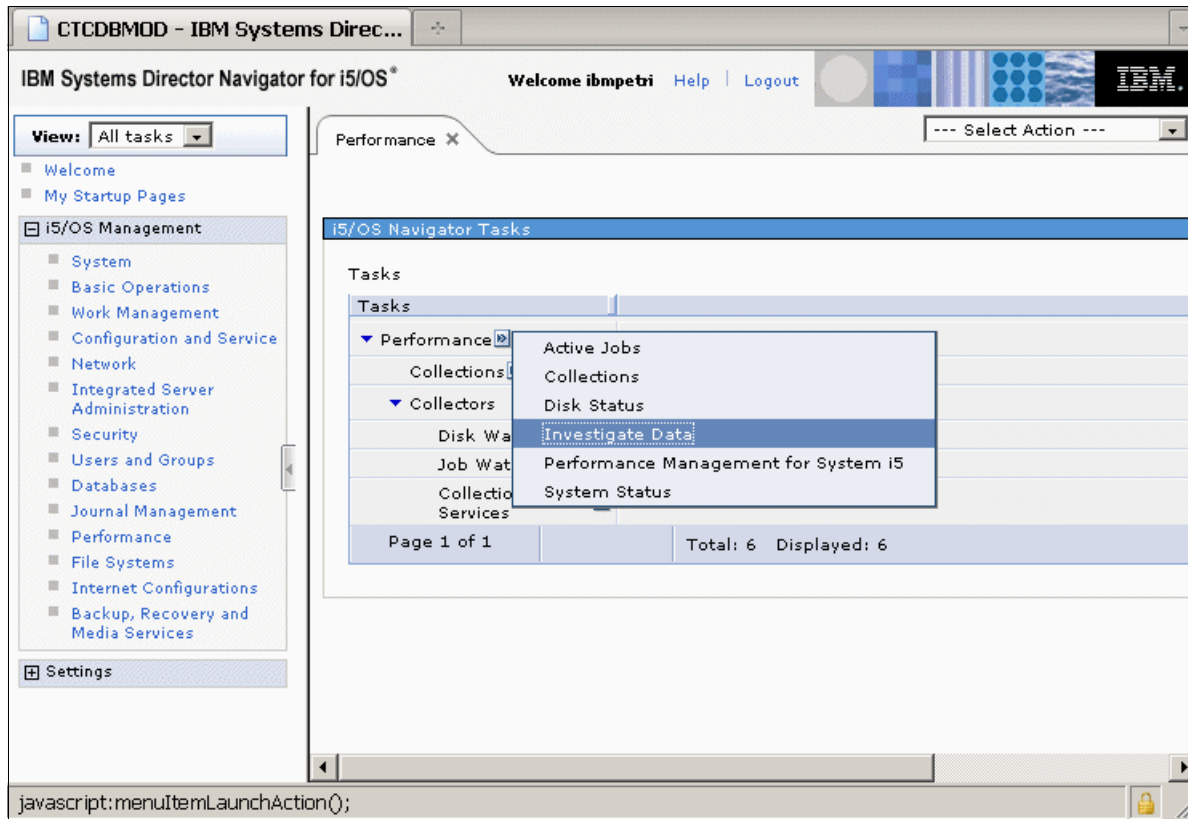 CTCDBMOD - IBM Systems Direc...
IBM Systems Director Navigator for i5/OS®
Welcome ibmpetri Help Logout
IBM.
View: All tasks
Welcome
My Startup Pages
i5/OS Management
System
Basic Operations
Work Management
Configuration and Service
Network
Integrated Server
Administration
Security
Users and Groups
Databases
Journal Management
Performance
File Systems
Internet Configurations
Backup, Recovery and
Media Services
Settings
Performance
--- Select Action ---
i5/OS Navigator Tasks
Tasks
Tasks
Performance
Collections
Collectors
Disk Wa
Job Wat
Collectio
Services
Active Jobs
Collections
Disk Status
Investigate Data
Performance Management for System i5
System Status
Page 1 of 1
Total: 6 Displayed: 6
javascript:menuItemLaunchAction();